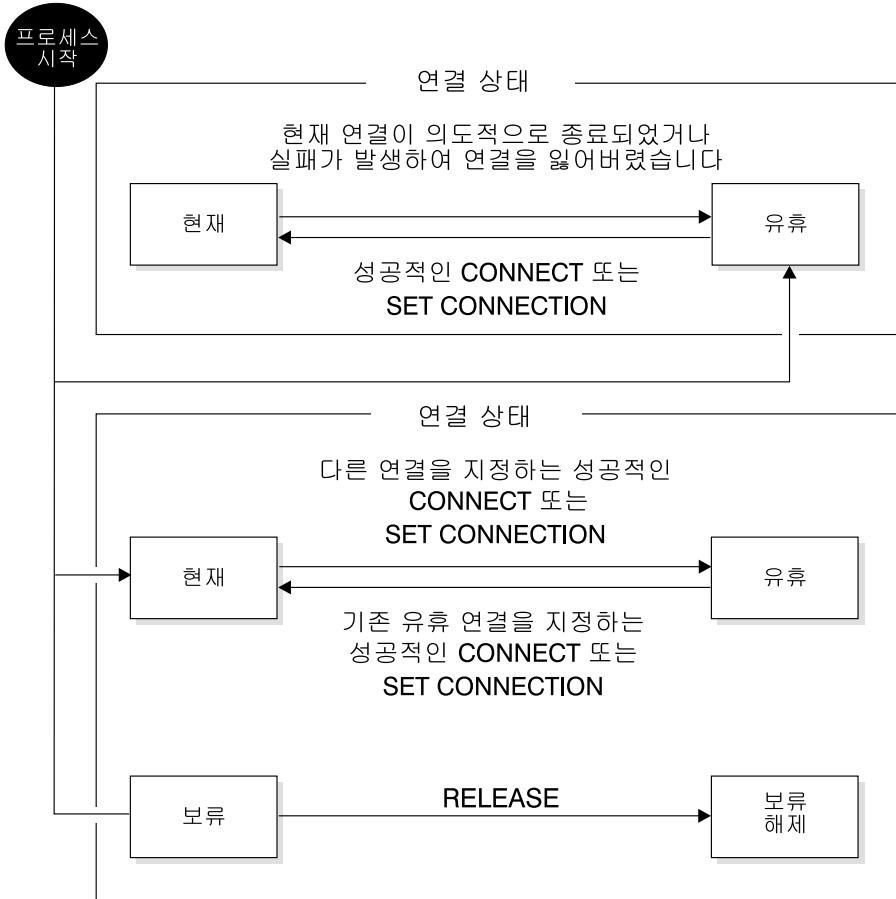 프로세스
시작
연결 상태
현재 연결이 의도적으로 종료되었거나
실패가 발생하여 연결을 잃어버렸습니다
현재
유휴
성공적인 CONNECT 또는
SET CONNECTION
연결 상태
다른 연결을 지정하는 성공적인
CONNECT 또는
SET CONNECTION
현재
유휴
기존 유휴 연결을 지정하는
성공적인 CONNECT 또는
SET CONNECTION
보류
RELEASE
보류
해제